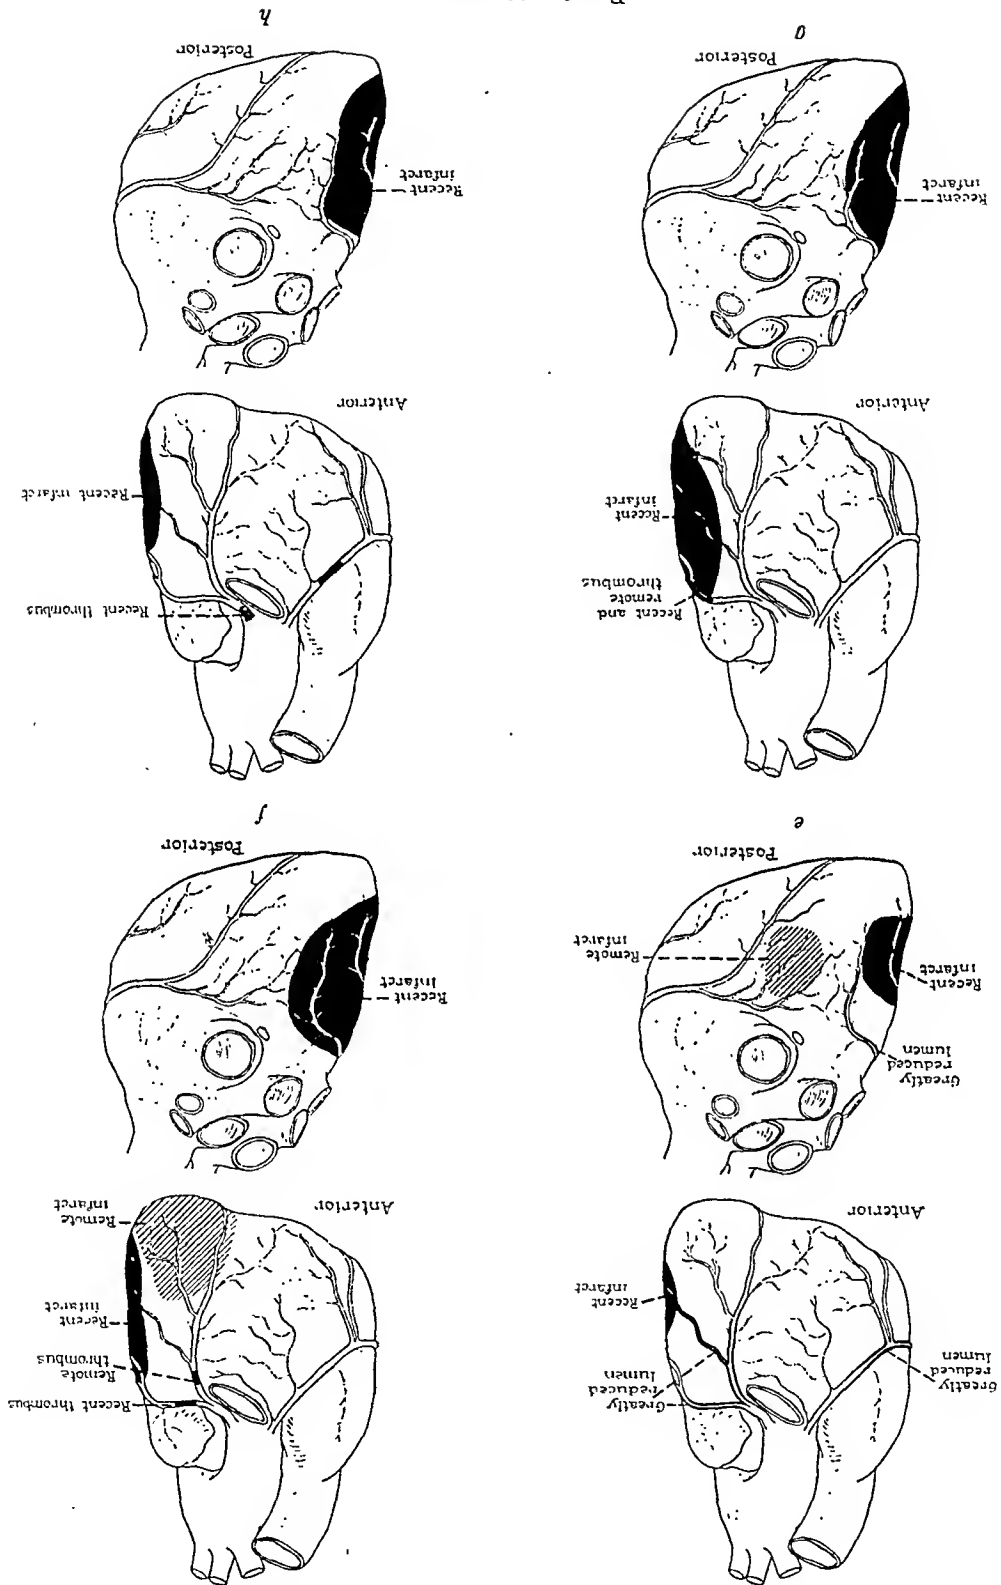 Greatly
reduced
lumen
Greatly
reduced
lumen
Recent
infarct
Anterior
Greatly
reduced
lumen
Recent
infarct
Remote
infarct
Posterior
e
Recent thrombus
Remote
thrombus
Recent
infarct
Remote
infarct
Anterior
Recent
infarct
Posterior
f
Recent and
remote
thrombus
Recent
infarct
Anterior
Recent
infarct
Posterior
g
Recent thrombus
Recent infarct
Anterior
Recent
infarct
Posterior
h